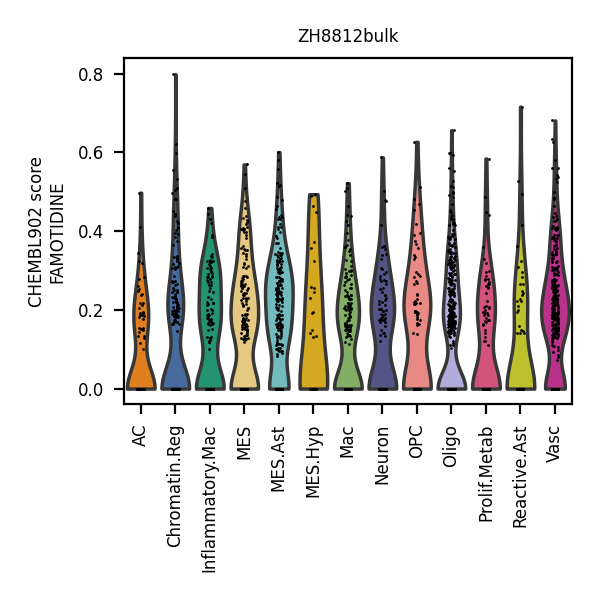 ZH8812bulk
CHEMBL902 score
FAMOTIDINE
0.8
0.6
0.4
0.2
0.0
AC
Chromatin.Reg
Inflammatory.Mac
MES
MES.Ast
MES.Hyp
Mac
Neuron
OPC
Oligo
Prolif.Metab
Reactive.Ast
Vasc